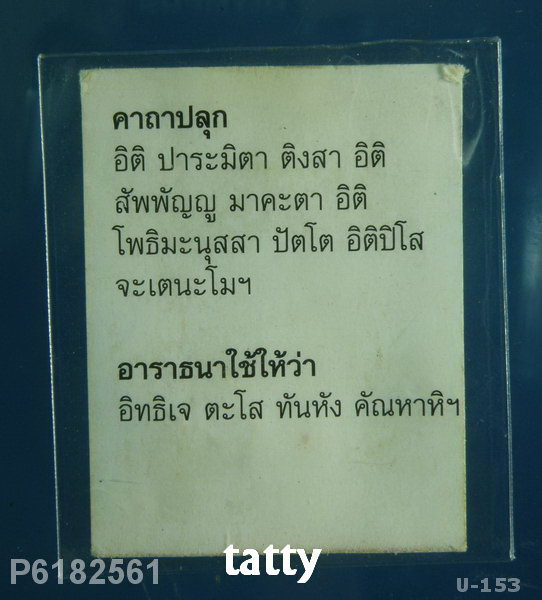 คาถาปลุก
อิติ ปาระมิตา ติงสา อิติ
สัพพัญญู มาคะตา อิติ
โพธิมะนุสสา ปัตโต อิติปิโส
จะเตนะโมฯ
อาราธนาใช้ให้ว่า
อิทธิเจ ตะโส ทันหัง คัณหาหิฯ
P6182561
tatty
U-153